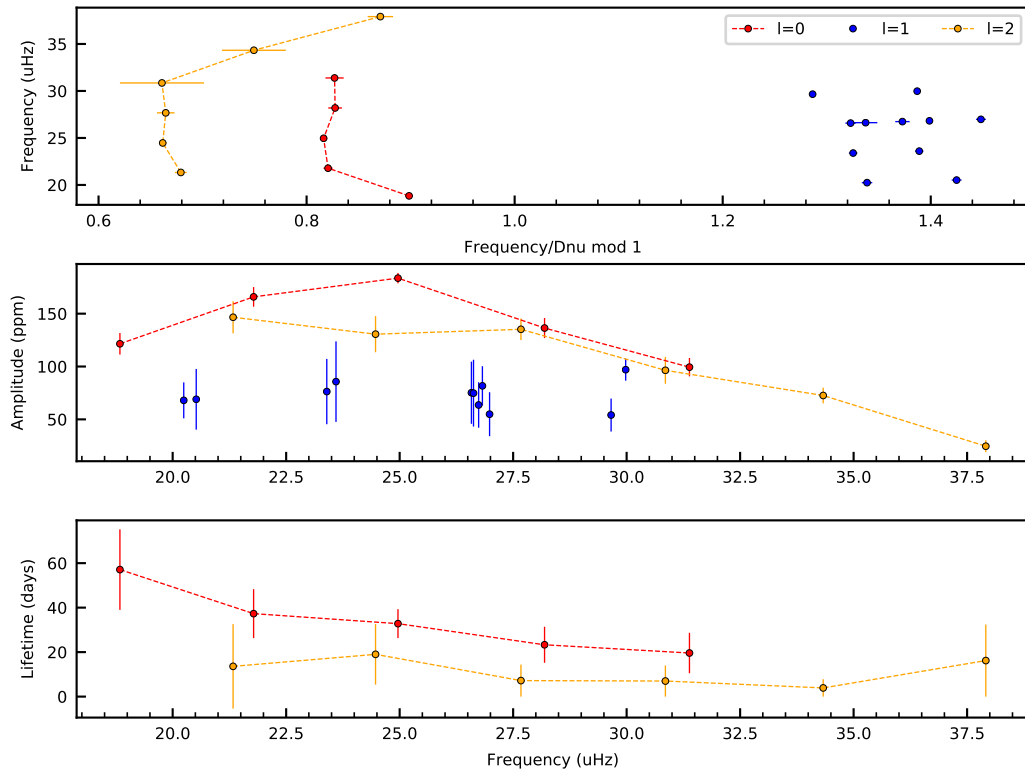 l=0 l=1 l=2
Frequency (uHz)
35
30
25
20
0.6 0.8 1.0 1.2 1.4
Frequency/Dnu mod 1
Amplitude (ppm)
150
100
50
20.0 22.5 25.0 27.5 30.0 32.5 35.0 37.5
Lifetime (days)
60
40
20
0
20.0 22.5 25.0 27.5 30.0 32.5 35.0 37.5
Frequency (uHz)